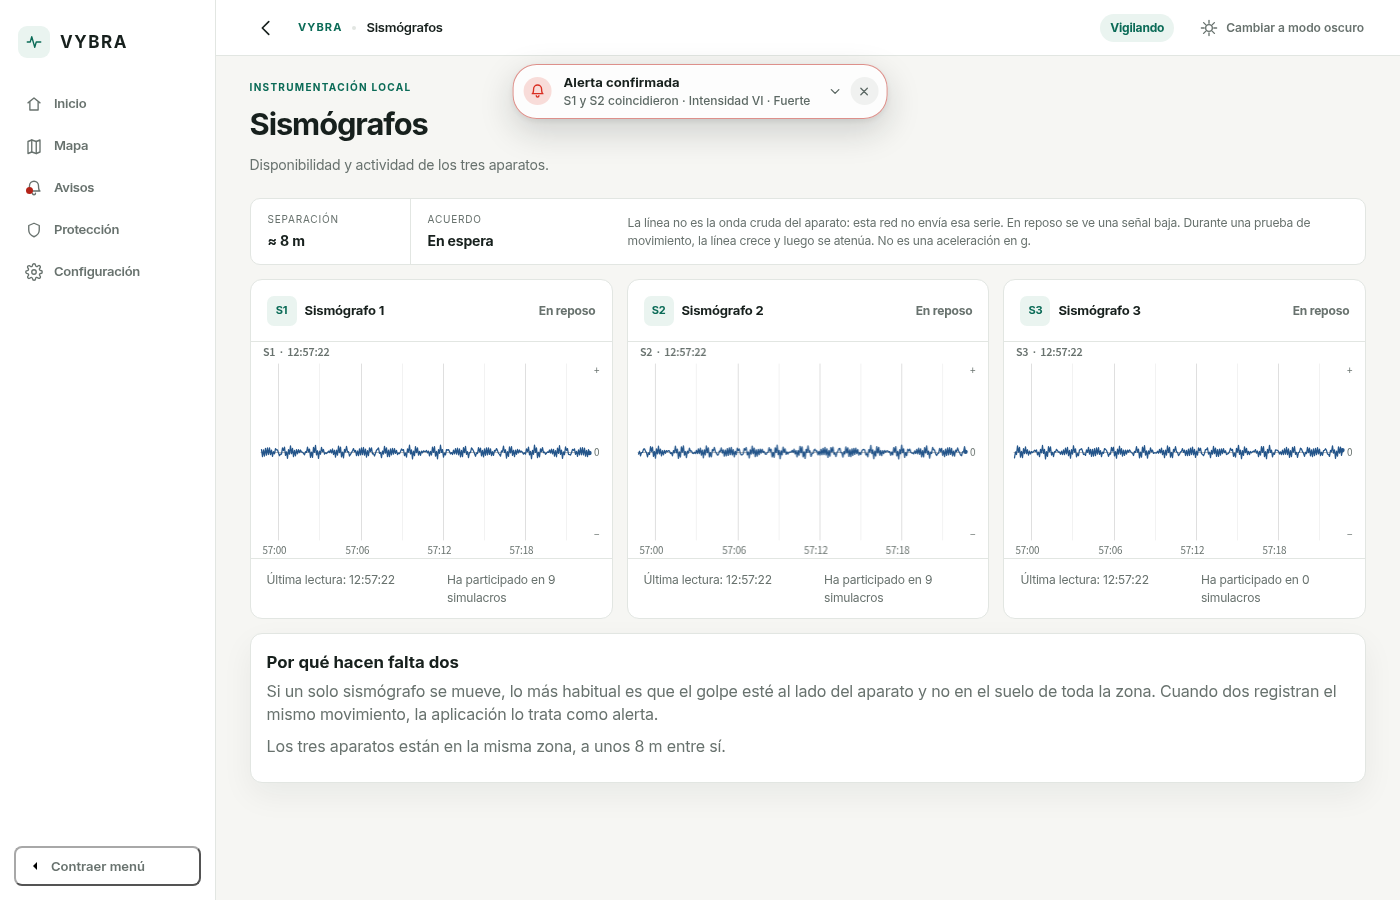 VYBRA
Inicio
Mapa
Avisos
Protección
Configuración
Contraer menú
VYBRA Sismógrafos
Vigilando
Cambiar a modo oscuro
Alerta confirmada
S1 y S2 coincidieron · Intensidad VI · Fuerte
INSTRUMENTACIÓN LOCAL
Sismógrafos
Disponibilidad y actividad de los tres aparatos.
SEPARACIÓN
≈ 8 m
ACUERDO
En espera
La línea no es la onda cruda del aparato: esta red no envía esa serie. En reposo se ve una señal baja. Durante una prueba de
movimiento, la línea crece y luego se atenúa. No es una aceleración en g.
S1 Sismógrafo 1 En reposo
S1 · 12:57:22
+
0
−
57:00 57:06 57:12 57:18
Última lectura: 12:57:22
Ha participado en 9
simulacros
S2 Sismógrafo 2 En reposo
S2 · 12:57:22
+
0
−
57:00 57:06 57:12 57:18
Última lectura: 12:57:22
Ha participado en 9
simulacros
S3 Sismógrafo 3 En reposo
S3 · 12:57:22
+
0
−
57:00 57:06 57:12 57:18
Última lectura: 12:57:22
Ha participado en 0
simulacros
Por qué hacen falta dos
Si un solo sismógrafo se mueve, lo más habitual es que el golpe esté al lado del aparato y no en el suelo de toda la zona. Cuando dos registran el
mismo movimiento, la aplicación lo trata como alerta.
Los tres aparatos están en la misma zona, a unos 8 m entre sí.